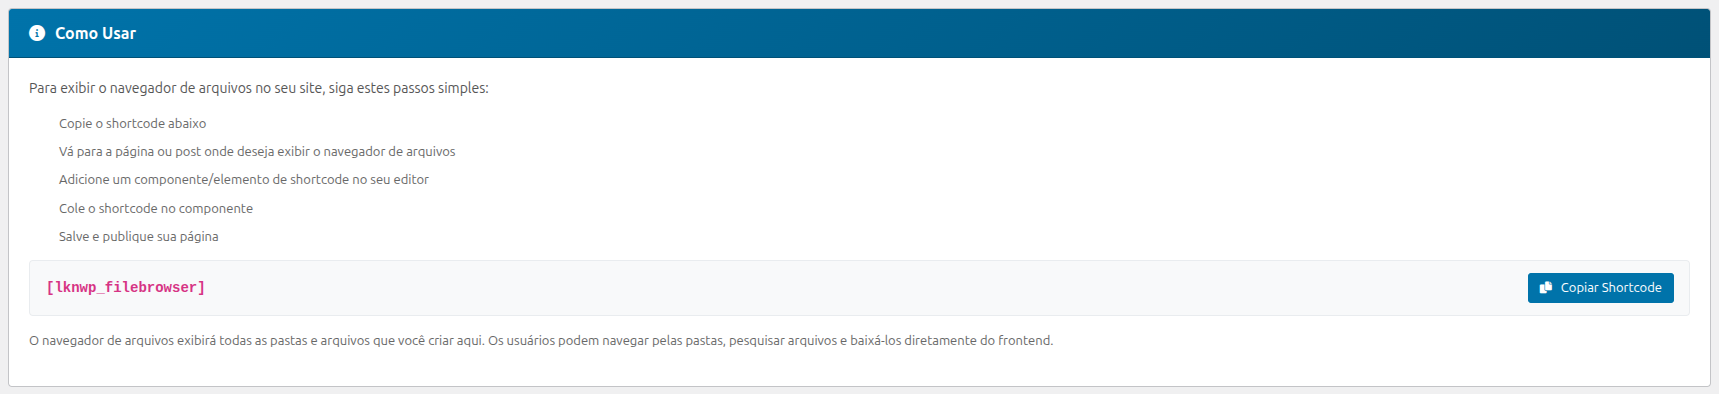 Como Usar
Para exibir o navegador de arquivos no seu site, siga estes passos simples:
Copie o shortcode abaixo
Vá para a página ou post onde deseja exibir o navegador de arquivos
Adicione um componente/elemento de shortcode no seu editor
Cole o shortcode no componente
Salve e publique sua página
[lknwp_filebrowser]
Copiar Shortcode
O navegador de arquivos exibirá todas as pastas e arquivos que você criar aqui. Os usuários podem navegar pelas pastas, pesquisar arquivos e baixá-los diretamente do frontend.